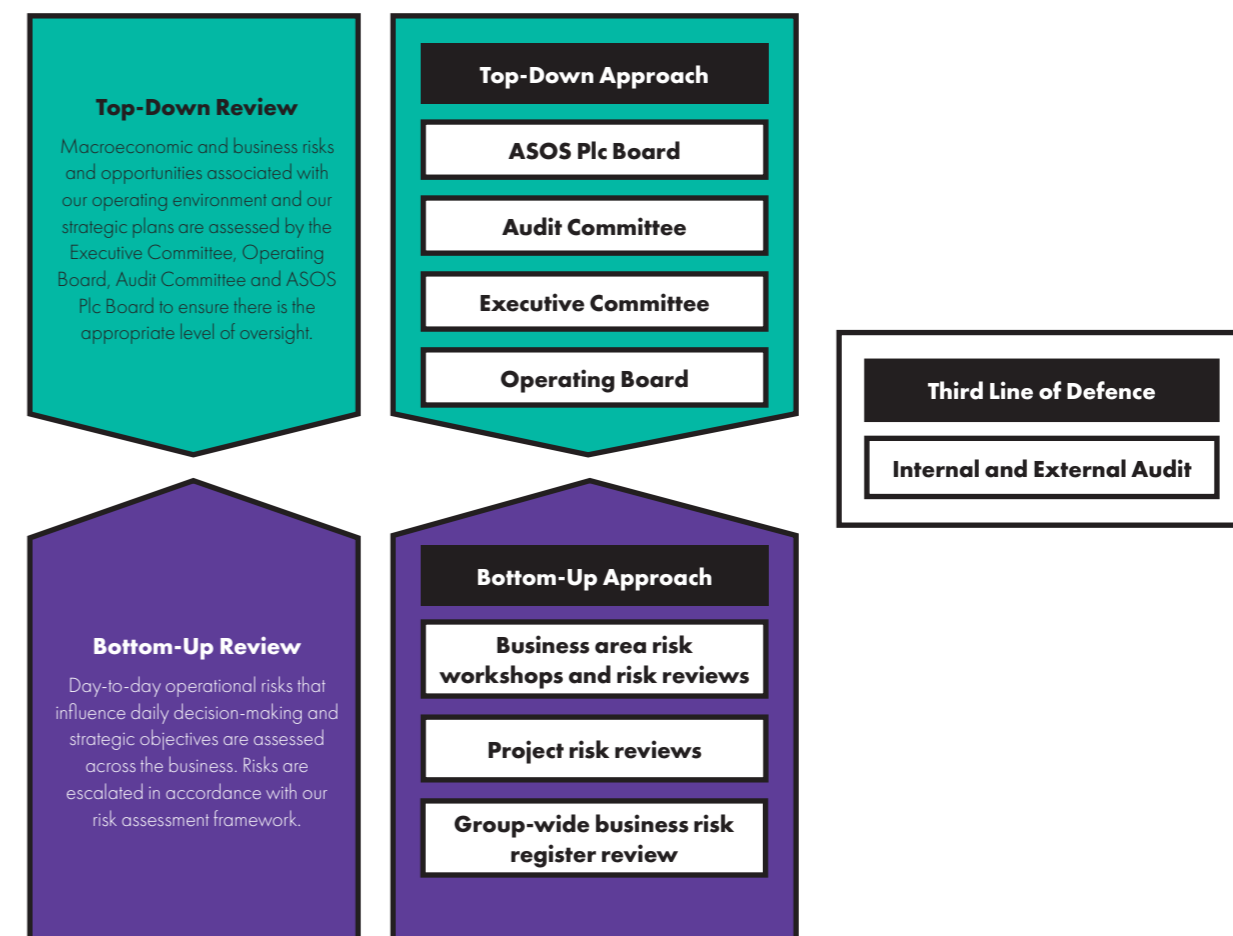 Top-Down Review
Macroeconomic and business risks
and opportunities associated with
our operating environment and our
strategic plans are assessed by the
Executive Committee, Operating
Board, Audit Committee and ASOS
Plc Board to ensure there is the
appropriate level of oversight.
Top-Down Approach
ASOS Plc Board
Audit Committee
Executive Committee
Operating Board
Third Line of Defence
Internal and External Audit
Bottom-Up Review
Day-to-day operational risks that
influence daily decision-making and
strategic objectives are assessed
across the business. Risks are
escalated in accordance with our
risk assessment framework.
Bottom-Up Approach
Business area risk
workshops and risk reviews
Project risk reviews
Group-wide business risk
register review